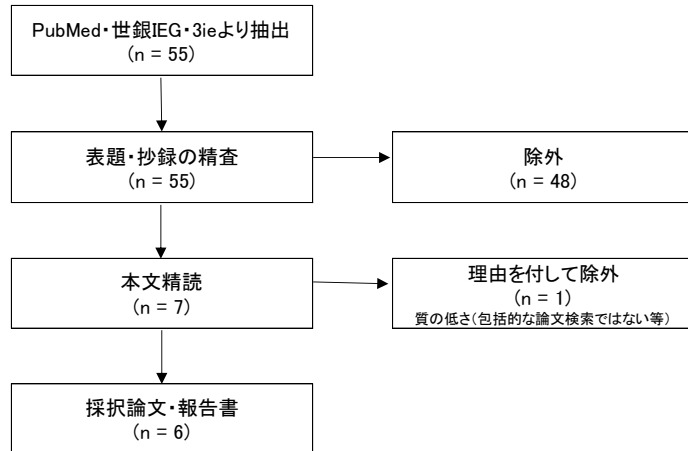 PubMed・世銀IEG・3ieより抽出
(n = 55)
表題・抄録の精査
(n = 55)
除外
(n = 48)
本文精読
(n = 7)
理由を付して除外
(n = 1)
質の低さ(包括的な論文検索ではない等)
採択論文・報告書
(n = 6)